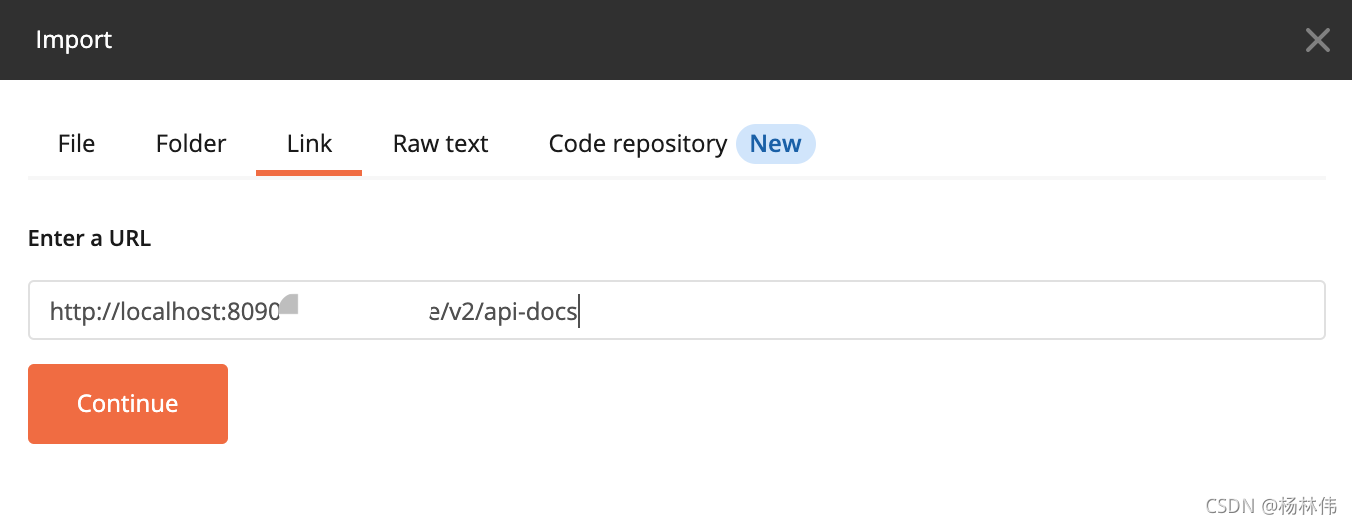 Import
File Folder Link Raw text Code repository New
Enter a URL
http://localhost:8090 e/v2/api-docs
Continue
CSDN @杨林伟